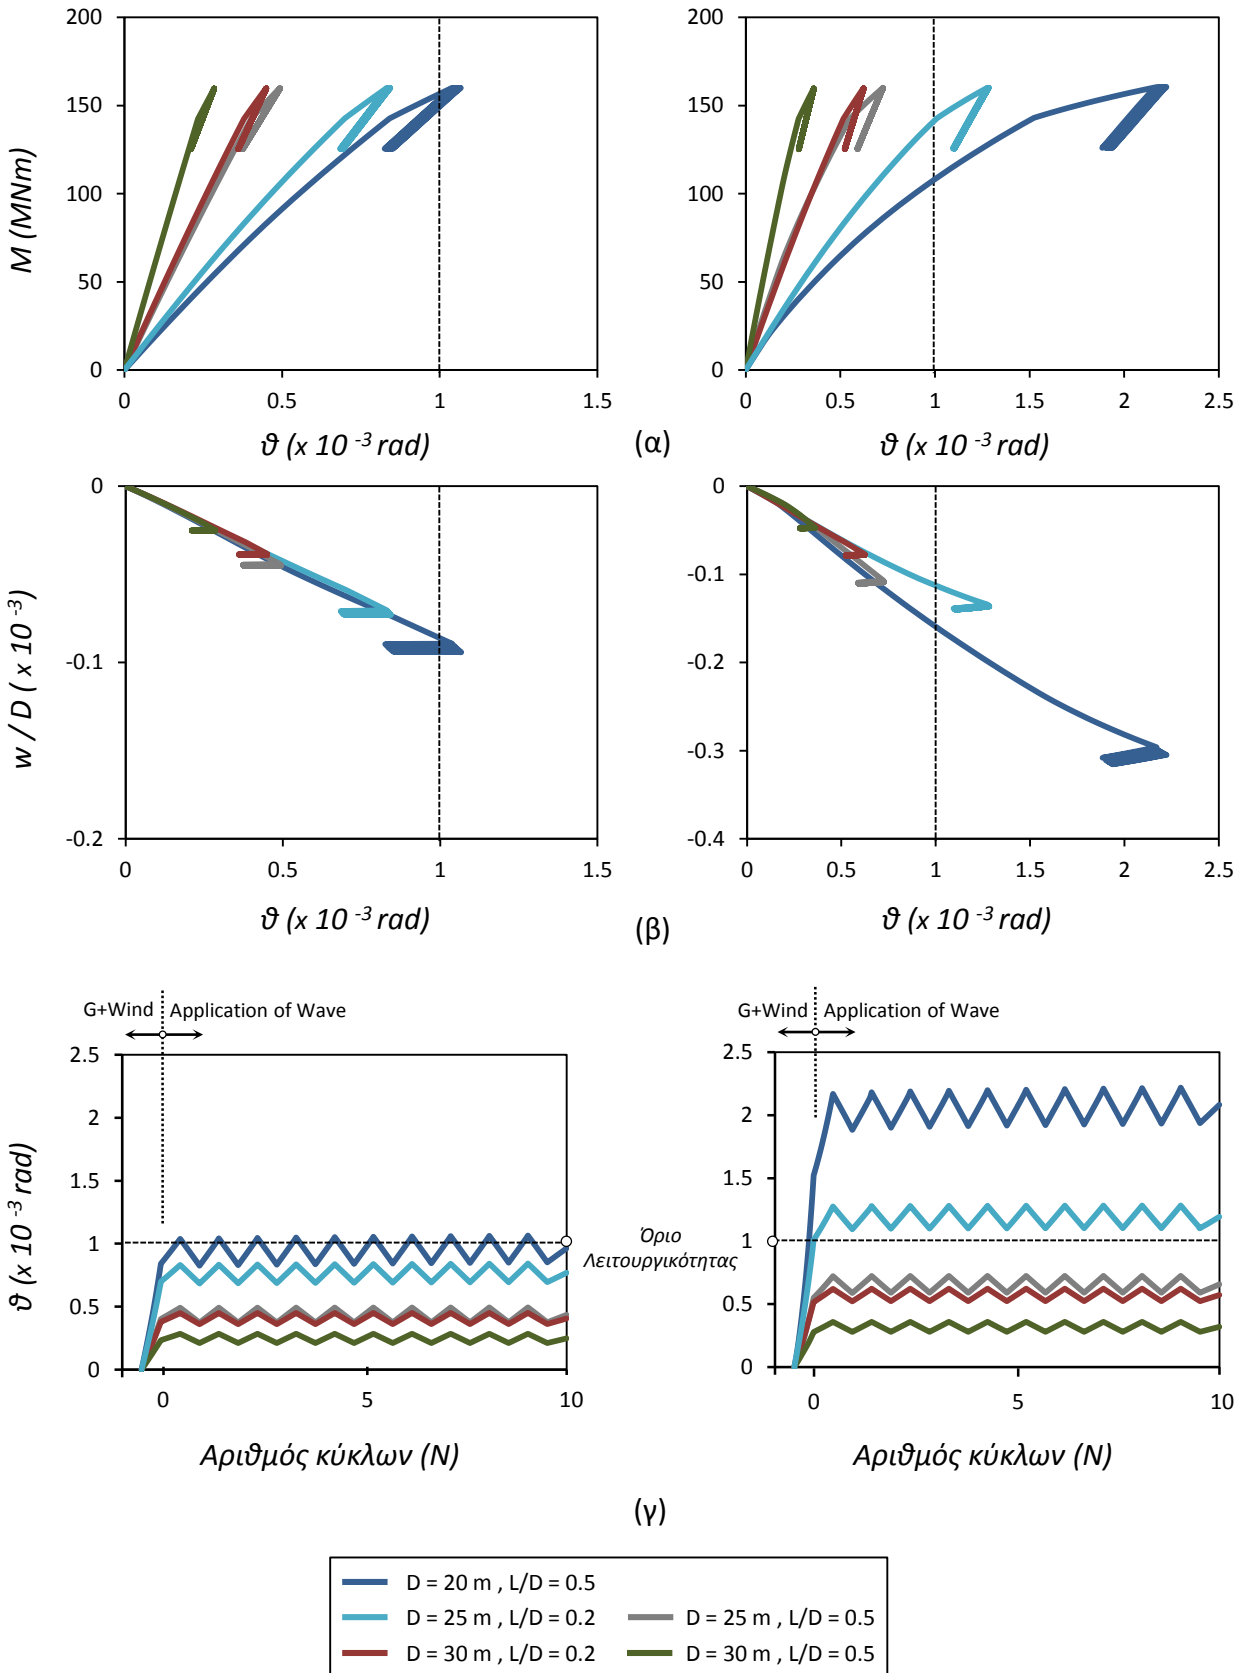 200
150
100
50
0
M (MNm)
0 0.5 1 1.5
ϑ (x 10 -3 rad)
200
150
100
50
0
0 0.5 1 1.5 2 2.5
ϑ (x 10 -3 rad)
(α)
0
-0.1
-0.2
w / D ( x 10 -3)
0 0.5 1 1.5
ϑ (x 10 -3 rad)
0
-0.1
-0.2
-0.3
-0.4
0 0.5 1 1.5 2 2.5
ϑ (x 10 -3 rad)
(β)
G+Wind Application of Wave
2.5
2
1.5
1
0.5
0
ϑ (x 10 -3 rad)
0 5 10
Αριϑμός κύκλων (N)
G+Wind Application of Wave
2.5
2
1.5
1
0.5
0
Όριο
Λειτουργικότητας
0 5 10
Αριϑμός κύκλων (N)
(γ)
D = 20 m , L/D = 0.5
D = 25 m , L/D = 0.2 D = 25 m , L/D = 0.5
D = 30 m , L/D = 0.2 D = 30 m , L/D = 0.5